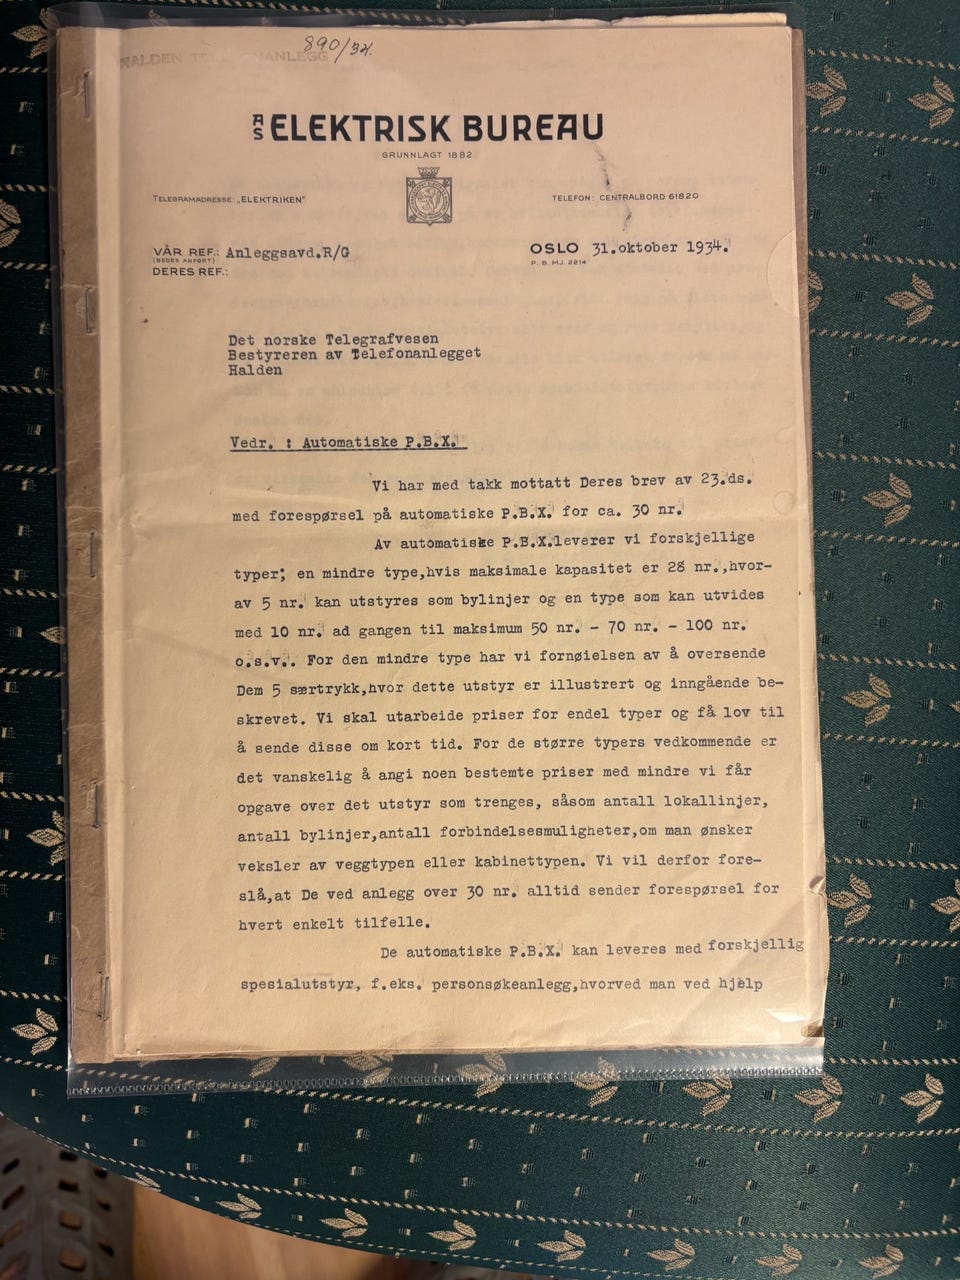 890/34.
HALDEN TELEFONANLEGG
A/S ELEKTRISK BUREAU
GRUNNLAGT 1882
TELEGRAMADRESSE: „ELEKTRIKEN"
TELEFON: CENTRALBORD 61820
VÅR REF.: Anleggsavd.R/G
(BEDES ANFØRT)
DERES REF.:
OSLO 31.oktober 1934.
P. B. MJ. 2214
Det norske Telegrafvesen
Bestyreren av Telefonanlegget
Halden
Vedr. : Automatiske P.B.X.
Vi har med takk mottatt Deres brev av 23.ds.
med forespørsel på automatiske P.B.X. for ca. 30 nr.
Av automatiske P.B.X.leverer vi forskjellige
typer; en mindre type,hvis maksimale kapasitet er 28 nr.,hvor-
av 5 nr. kan utstyres som bylinjer og en type som kan utvides
med 10 nr. ad gangen til maksimum 50 nr. - 70 nr. - 100 nr.
o.s.v.. For den mindre type har vi fornøielsen av å oversende
Dem 5 særtrykk,hvor dette utstyr er illustrert og inngående be-
skrevet. Vi skal utarbeide priser for endel typer og få lov til
å sende disse om kort tid. For de større typers vedkommende er
det vanskelig å angi noen bestemte priser med mindre vi får
opgave over det utstyr som trenges, såsom antall lokallinjer,
antall bylinjer,antall forbindelsesmuligheter,om man ønsker
veksler av veggtypen eller kabinettypen. Vi vil derfor fore-
slå,at De ved anlegg over 30 nr. alltid sender forespørsel for
hvert enkelt tilfelle.
De automatiske P.B.X. kan leveres med forskjellig
spesialutstyr, f.eks. personsøkeanlegg,hvorved man ved hjelp